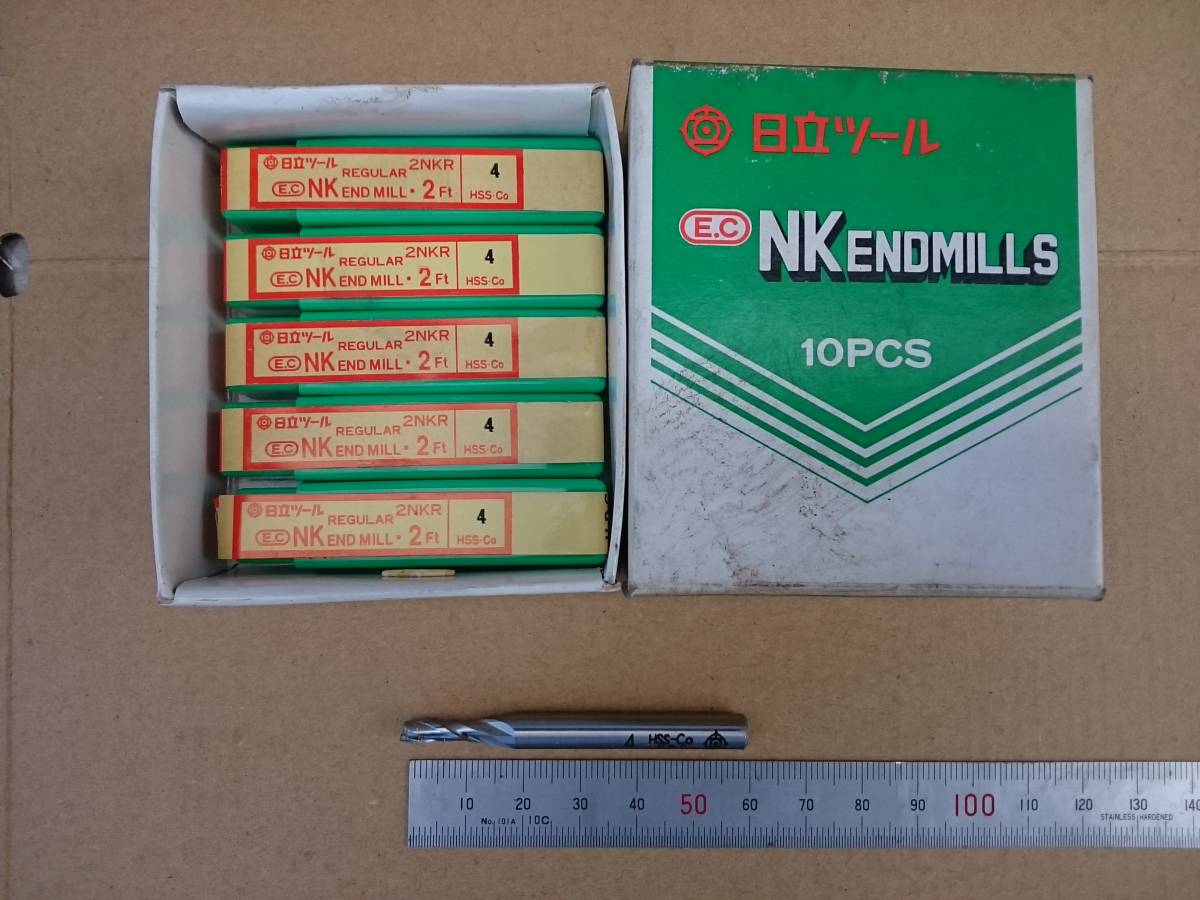 日立ツール
REGULAR 2NKR
E.C NK END MILL・2Ft
4
HSS-Co
日立ツール
REGULAR 2NKR
E.C NK END MILL・2Ft
4
HSS-Co
日立ツール
REGULAR 2NKR
E.C NK END MILL・2Ft
4
HSS-Co
日立ツール
REGULAR 2NKR
E.C NK END MILL・2Ft
4
HSS-Co
日立ツール
REGULAR 2NKR
E.C NK END MILL・2Ft
4
HSS-Co
日立ツール
E.C NK ENDMILLS
10PCS
4 HSS-Co
10 20 30 40 50 60 70 80 90 100 110 120 130 140
No.101A 10C STAINLESS HARDENED